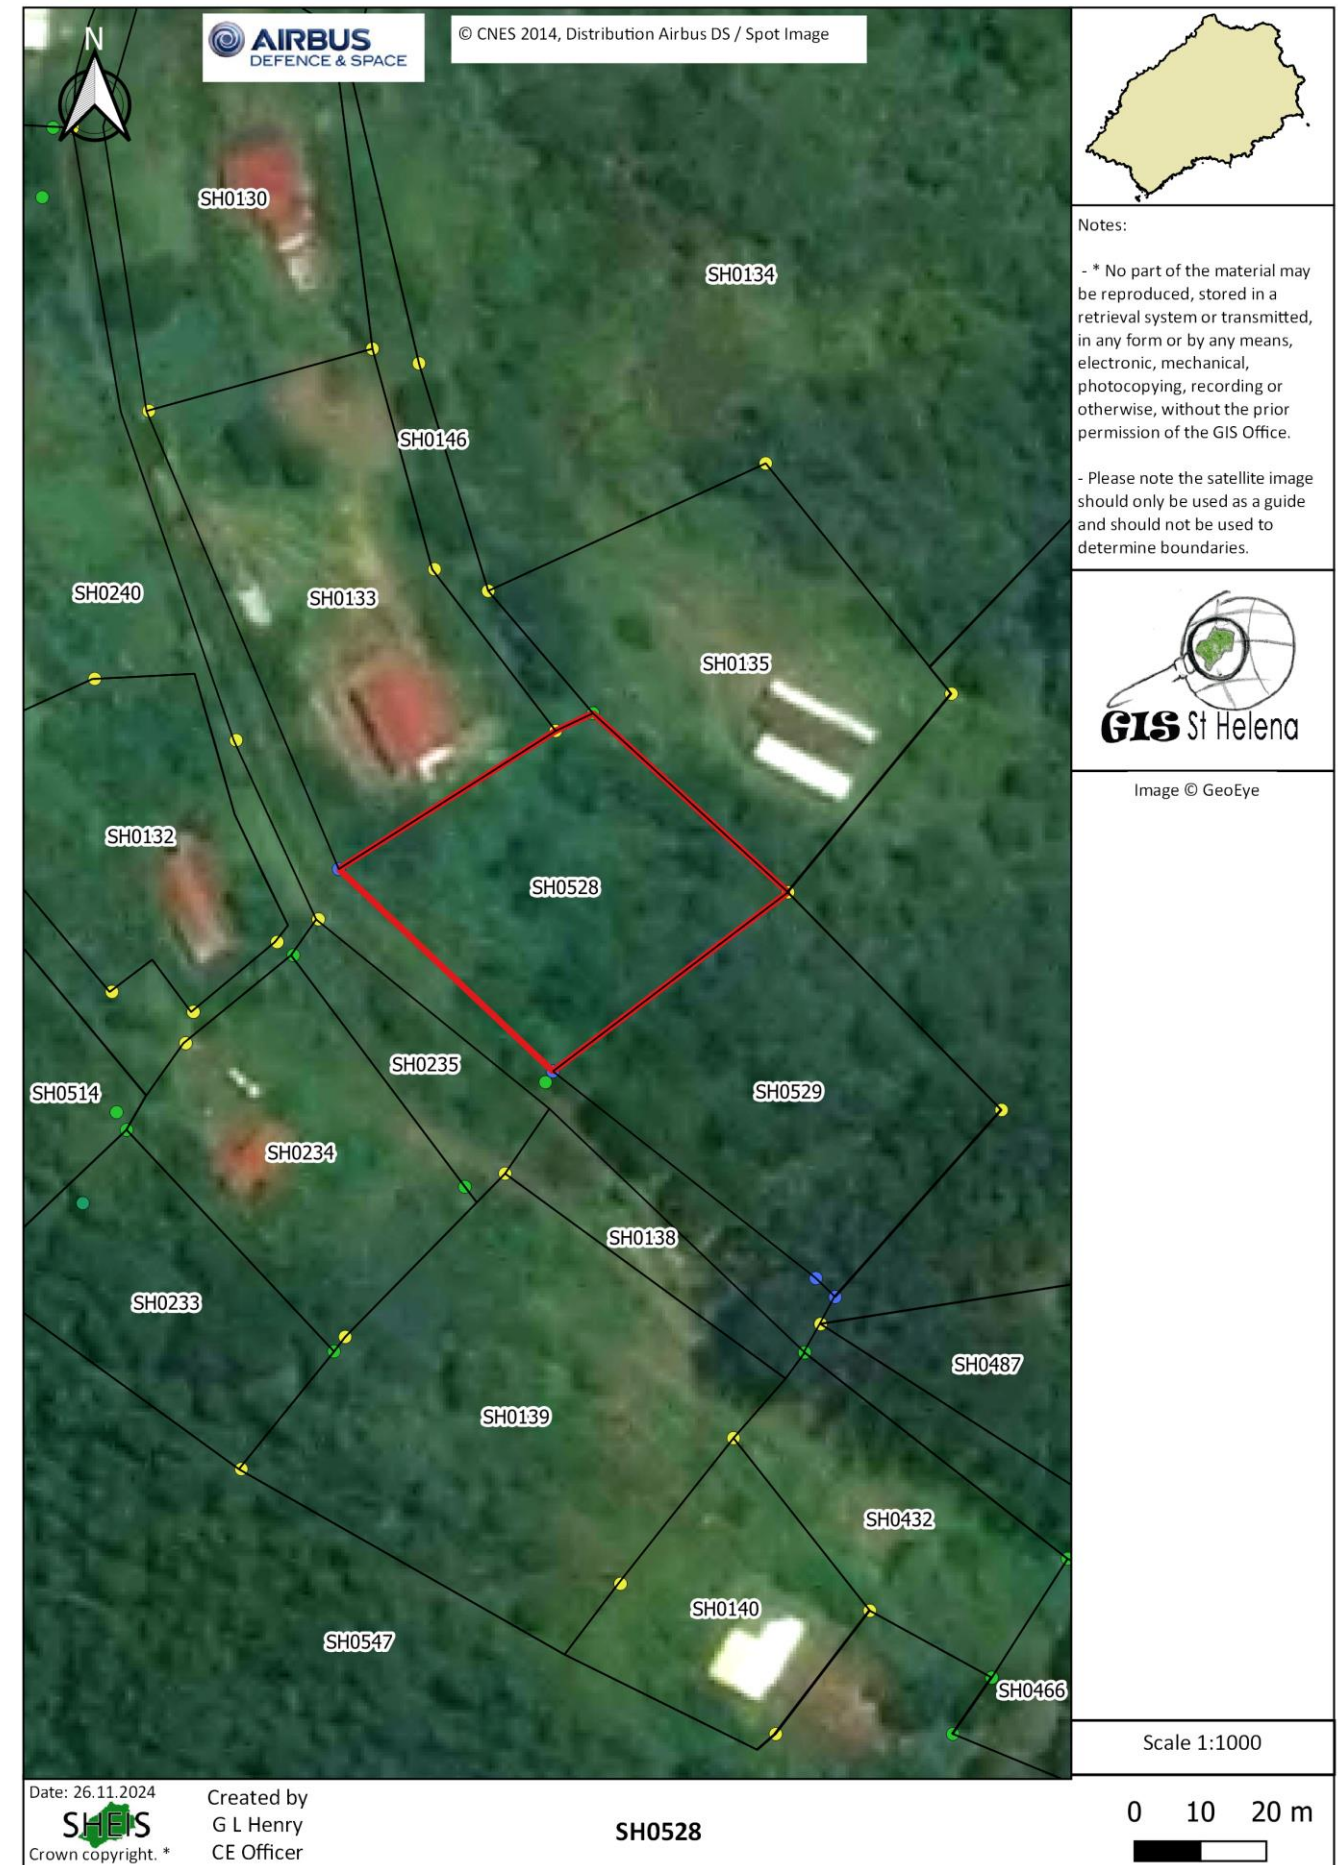 N
AIRBUS
DEFENCE & SPACE
© CNES 2014, Distribution Airbus DS / Spot Image
SH0130
SH0134
SH0146
SH0240
SH0133
SH0135
SH0132
SH0528
SH0235
SH0514
SH0529
SH0234
SH0138
SH0233
SH0487
SH0139
SH0432
SH0140
SH0547
SH0466
Notes:
- * No part of the material may
be reproduced, stored in a
retrieval system or transmitted,
in any form or by any means,
electronic, mechanical,
photocopying, recording or
otherwise, without the prior
permission of the GIS Office.
- Please note the satellite image
should only be used as a guide
and should not be used to
determine boundaries.
GIS St Helena
Image © GeoEye
Scale 1:1000
0 10 20 m
Date: 26.11.2024
SHEIS
Crown copyright. *
Created by
G L Henry
CE Officer
SH0528